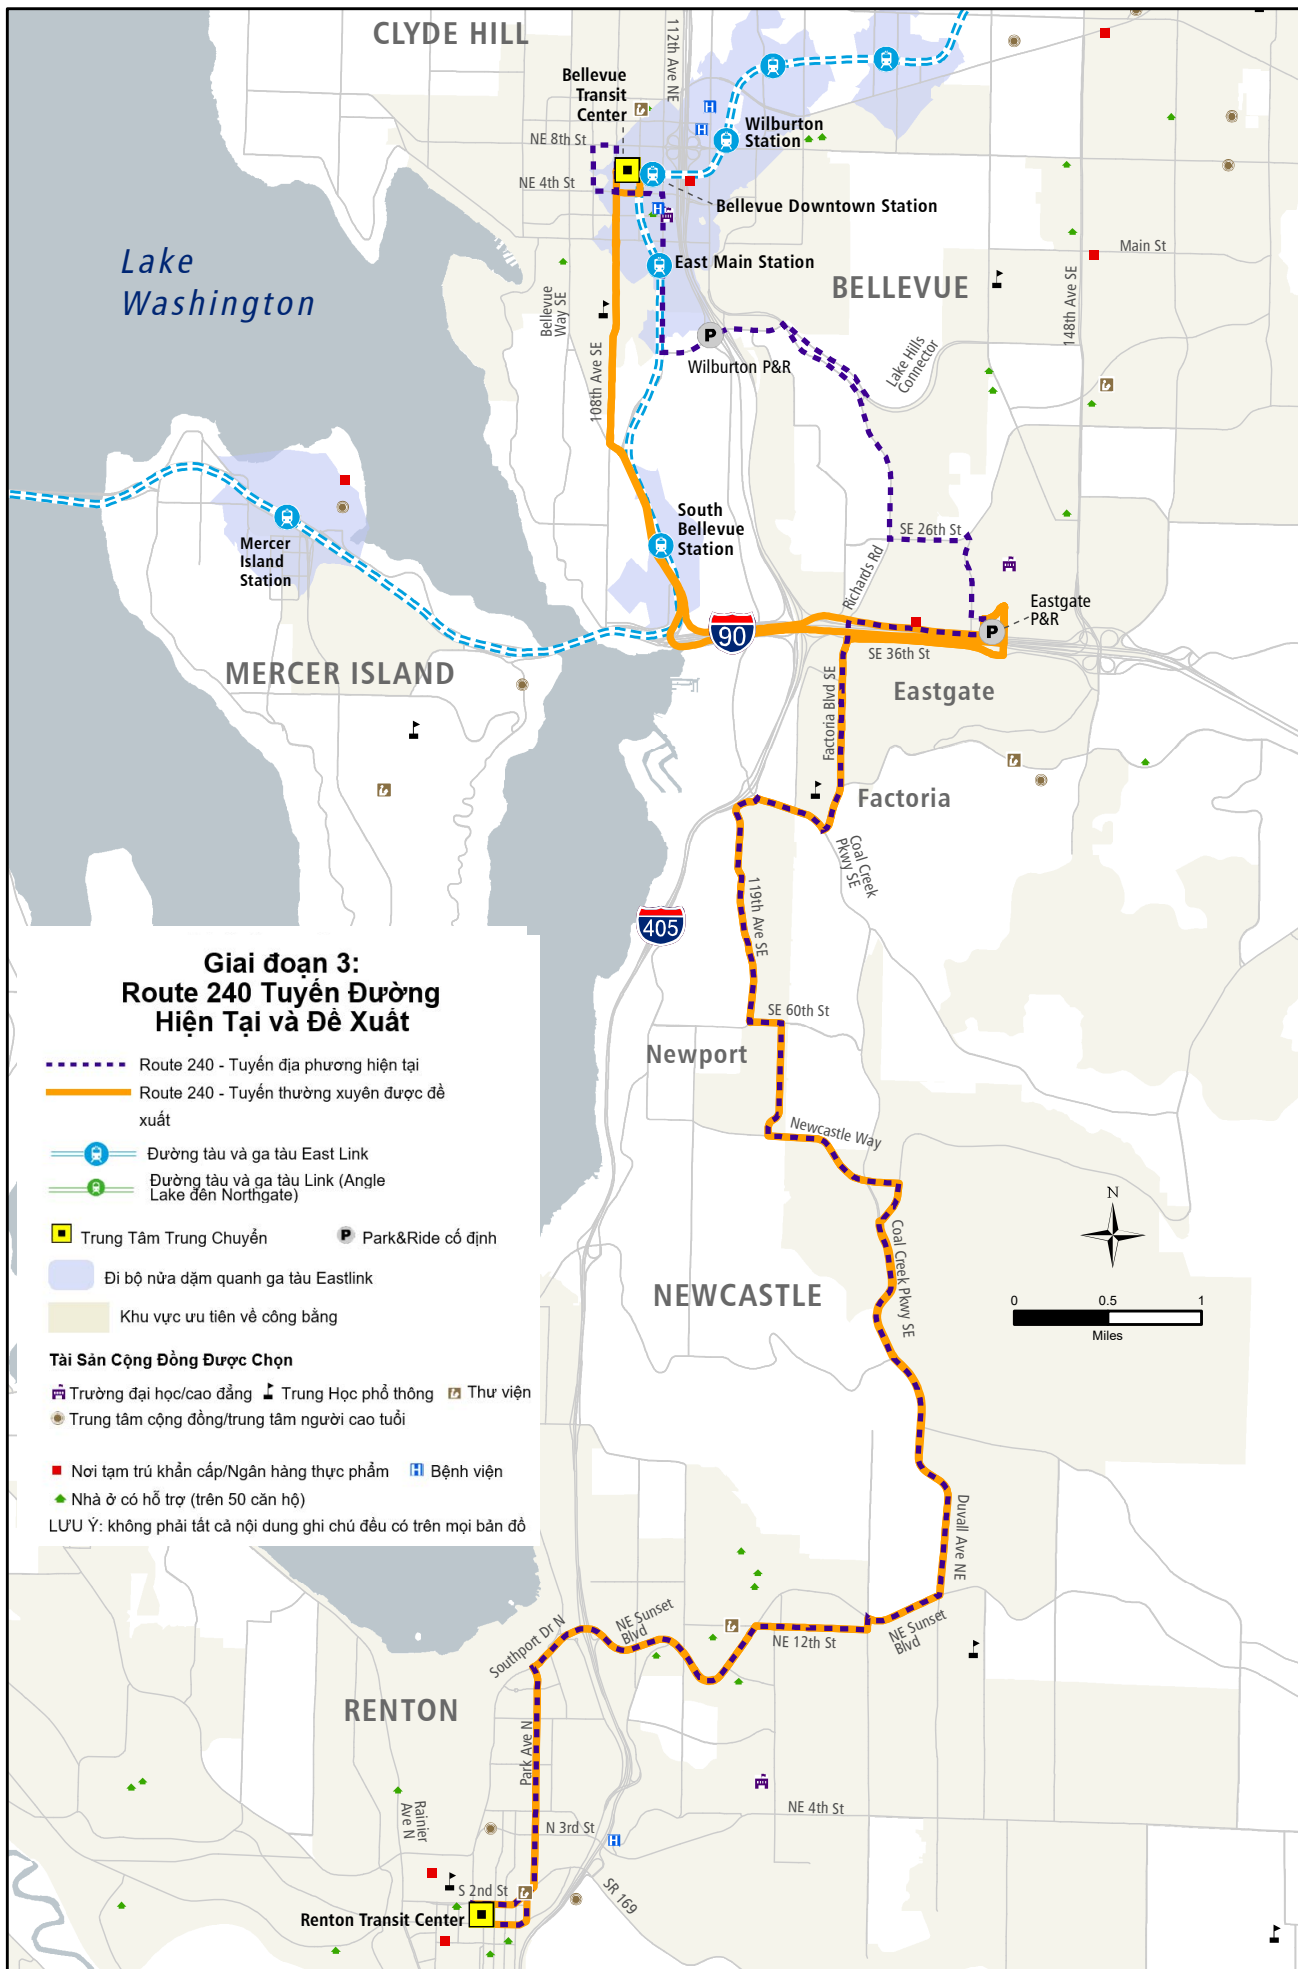 CLYDE HILL
112th Ave NE
Bellevue
Transit
Center
Wilburton
Station
NE 8th St
NE 4th St
Bellevue Downtown Station
Main St
East Main Station
Lake
Washington
BELLEVUE
148th Ave SE
Bellevue
Way SE
108th Ave SE
Wilburton P&R
Lake Hills
Connector
South
Bellevue
Station
SE 26th St
Mercer
Island
Station
Richards Rd
Eastgate
P&R
90
SE 36th St
MERCER ISLAND
Eastgate
Factoria Blvd SE
Factoria
Coal Creek
Pkwy SE
119th Ave SE
405
SE 60th St
Newport
Newcastle Way
Coal Creek Pkwy SE
NEWCASTLE
N
0 0.5 1
Miles
Giai đoạn 3:
Route 240 Tuyến Đường
Hiện Tại và Đề Xuất
Route 240 - Tuyến địa phương hiện tại
Route 240 - Tuyến thường xuyên được đề
xuất
Đường tàu và ga tàu East Link
Đường tàu và ga tàu Link (Angle
Lake đến Northgate)
Trung Tâm Trung Chuyển
P Park&Ride cố định
Đi bộ nửa dặm quanh ga tàu Eastlink
Khu vực ưu tiên về công bằng
Tài Sản Cộng Đồng Được Chọn
Trường đại học/cao đẳng Trung Học phổ thông Thư viện
Trung tâm cộng đồng/trung tâm người cao tuổi
Nơi tạm trú khẩn cấp/Ngân hàng thực phẩm H Bệnh viện
Nhà ở có hỗ trợ (trên 50 căn hộ)
LƯU Ý: không phải tất cả nội dung ghi chú đều có trên mọi bản đồ
Duvall Ave NE
NE Sunset
Blvd
NE 12th St
NE Sunset
Blvd
Southport Dr N
RENTON
Park Ave N
NE 4th St
Rainier
Ave N
N 3rd St
SR 169
S 2nd St
Renton Transit Center